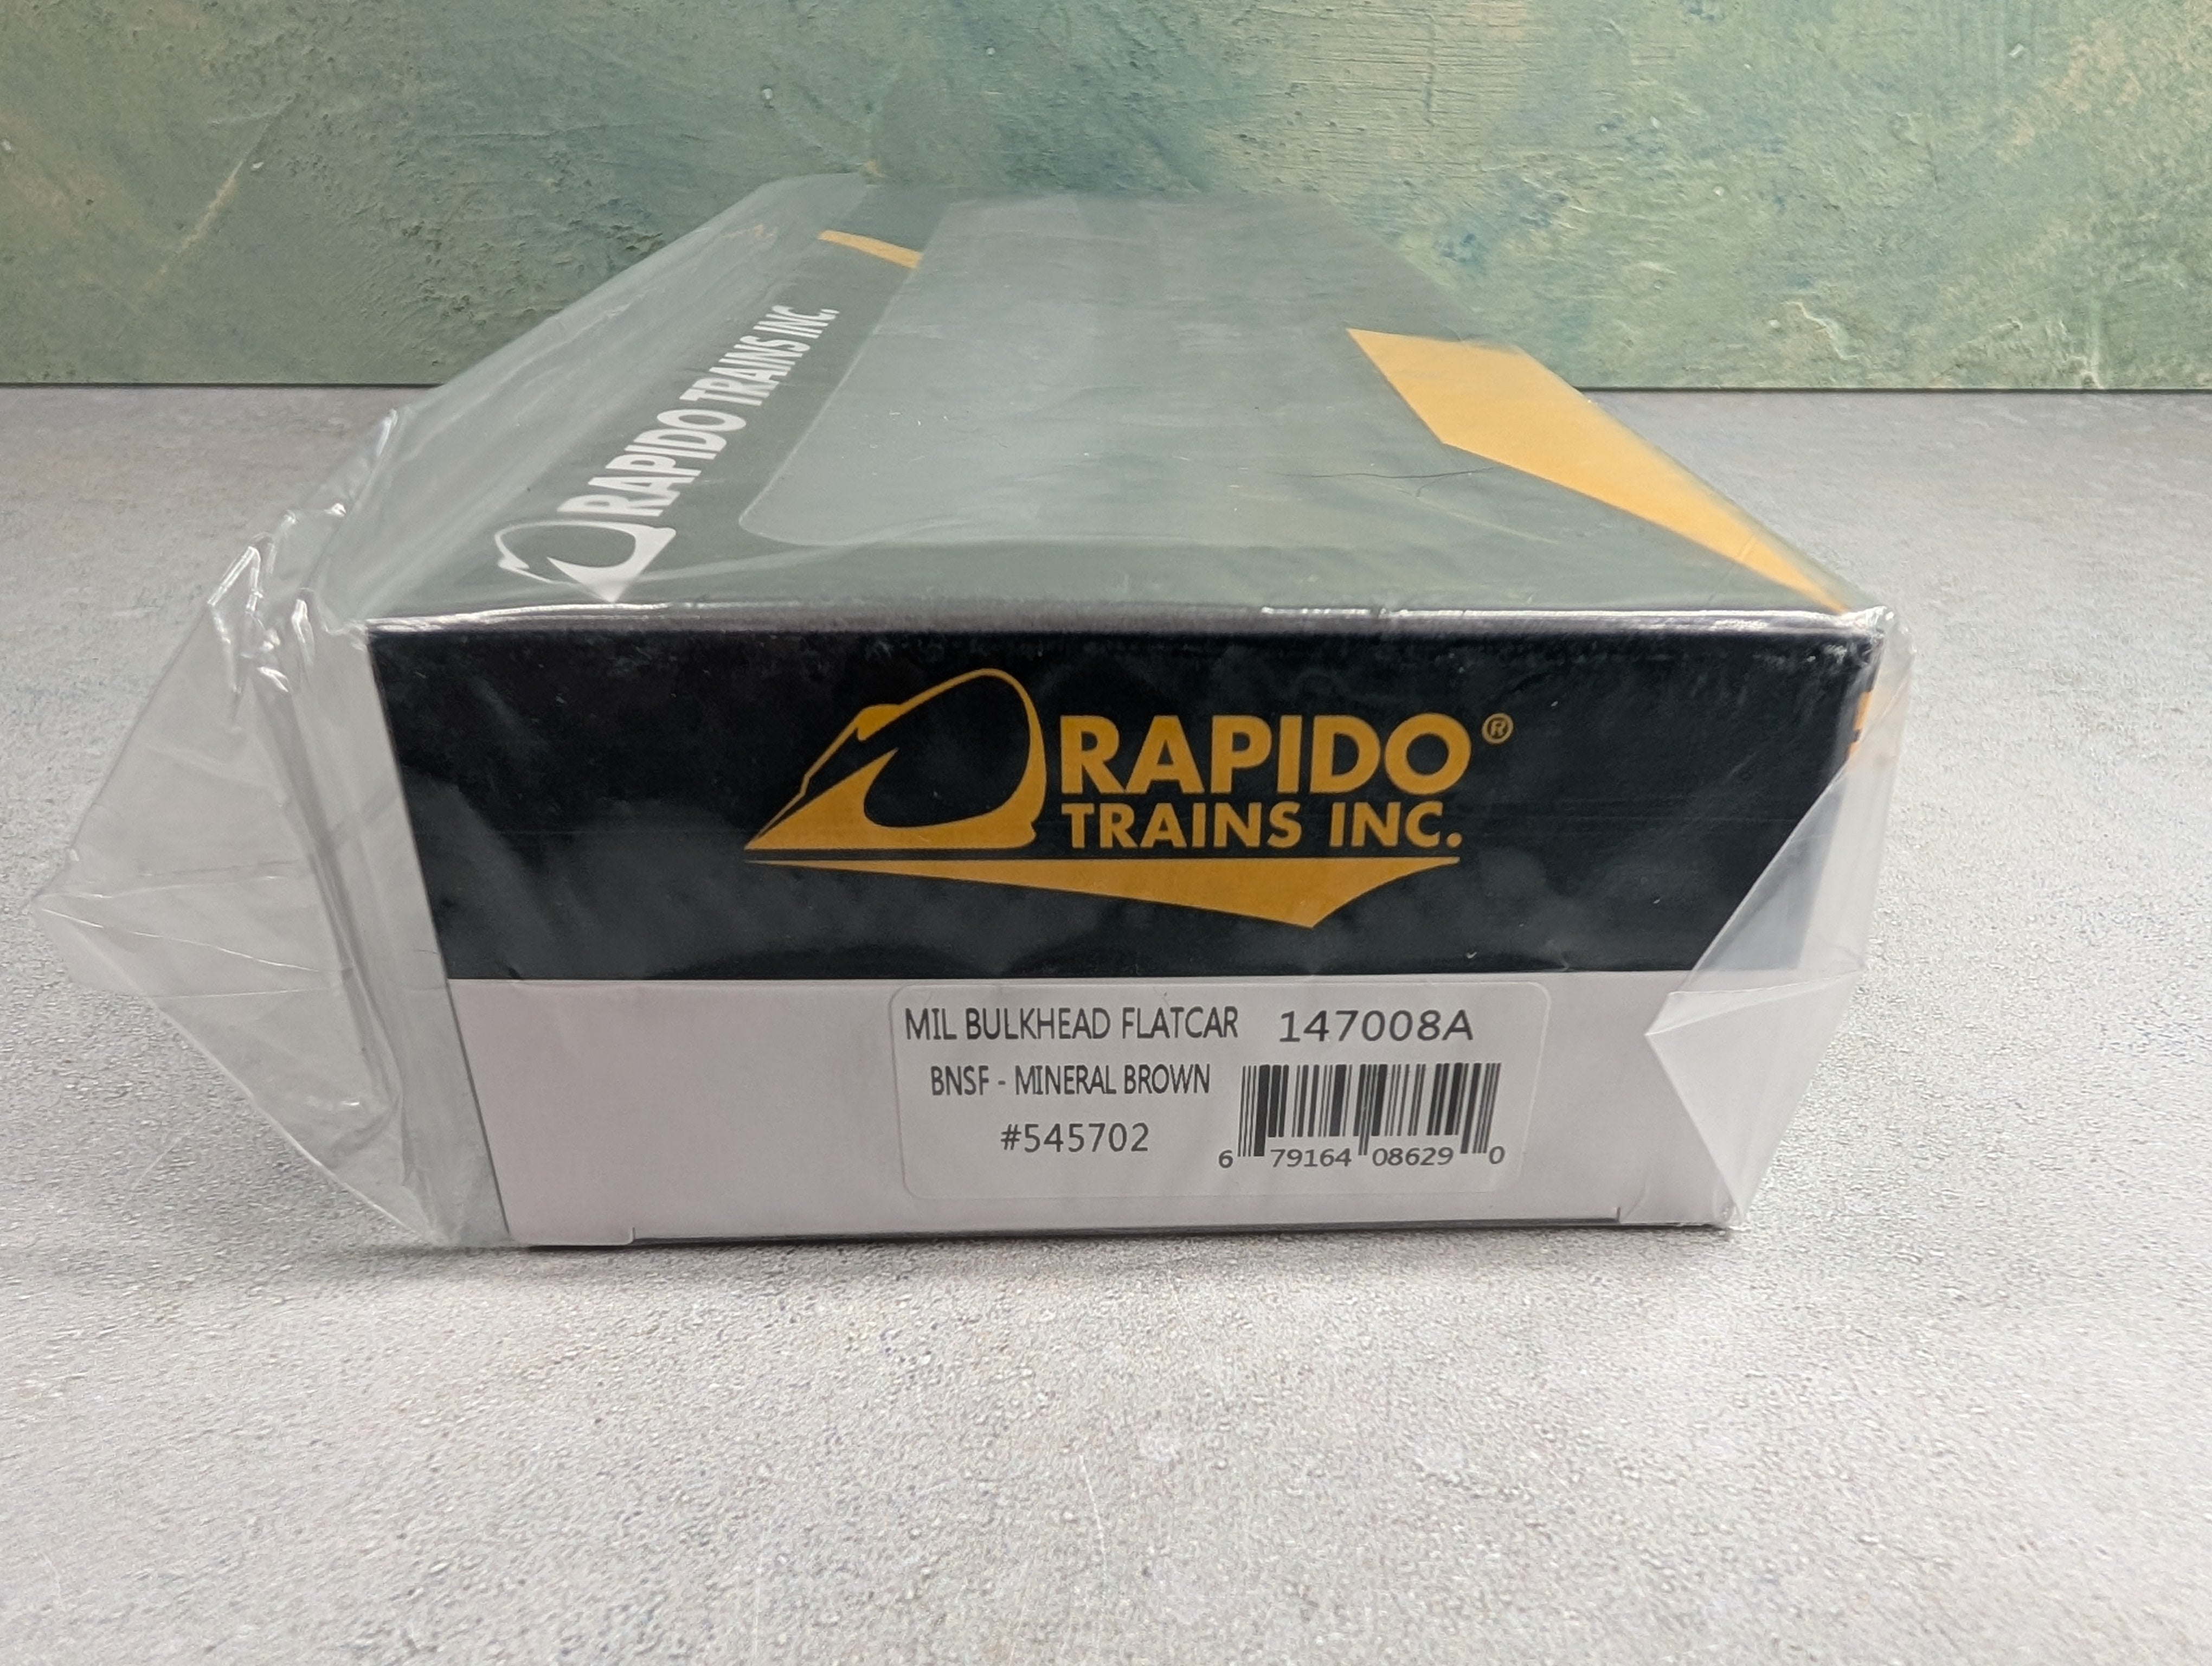 RAPIDO TRAINS INC.
RAPIDO®
TRAINS INC.
MIL BULKHEAD FLATCAR 147008A
BNSF - MINERAL BROWN
#545702
6 79164 08629 0